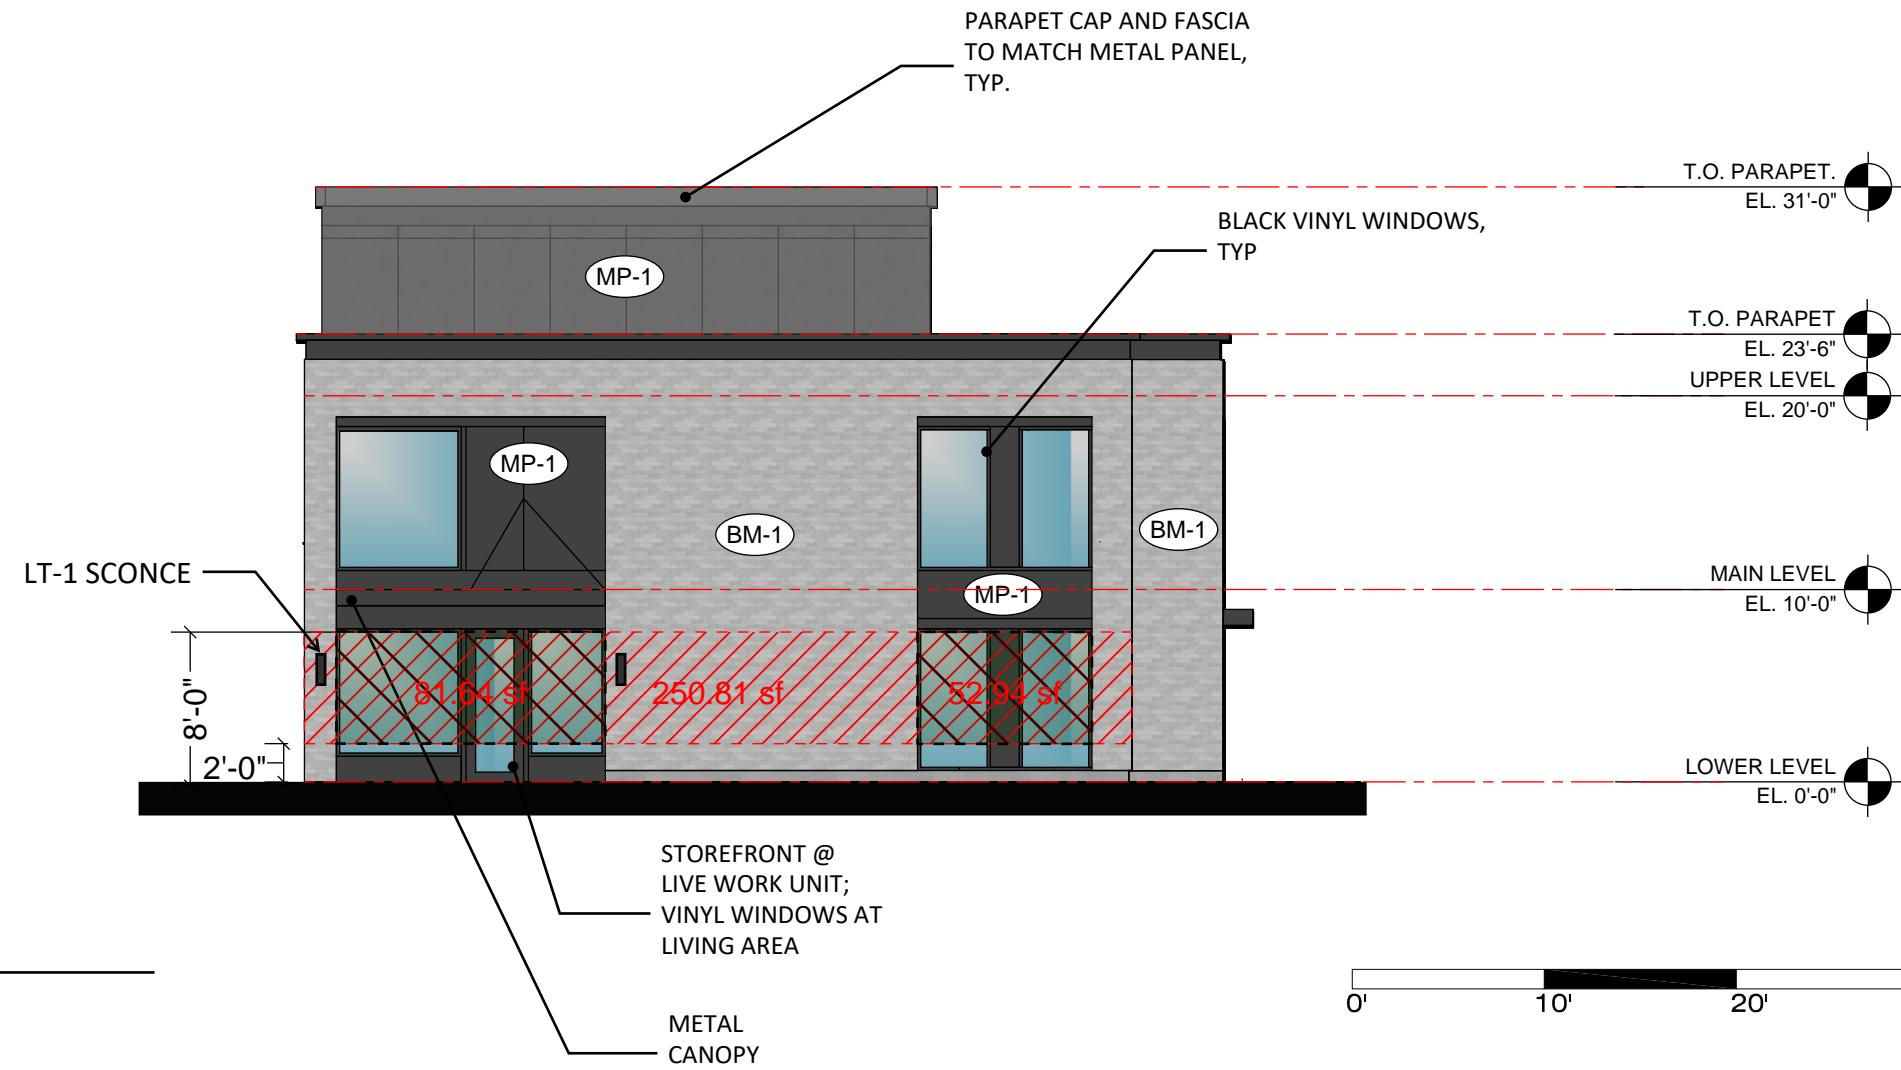 PARAPET CAP AND FASCIA
TO MATCH METAL PANEL,
TYP.
T.O. PARAPET.
EL. 31'-0"
BLACK VINYL WINDOWS,
TYP
MP-1
T.O. PARAPET
EL. 23'-6"
UPPER LEVEL
EL. 20'-0"
MP-1
BM-1
BM-1
LT-1 SCONCE
MP-1
MAIN LEVEL
EL. 10'-0"
8'-0"
81.64 sf
250.81 sf
52.94 sf
2'-0"
LOWER LEVEL
EL. 0'-0"
STOREFRONT @
LIVE WORK UNIT;
VINYL WINDOWS AT
LIVING AREA
0'
10'
20'
METAL
CANOPY